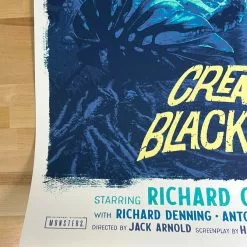 CREA
BLACK
STARRING RICHARD C
WITH RICHARD DENNING · ANTO
MONSTERS
DIRECTED BY JACK ARNOLD SCREENPLAY BY H